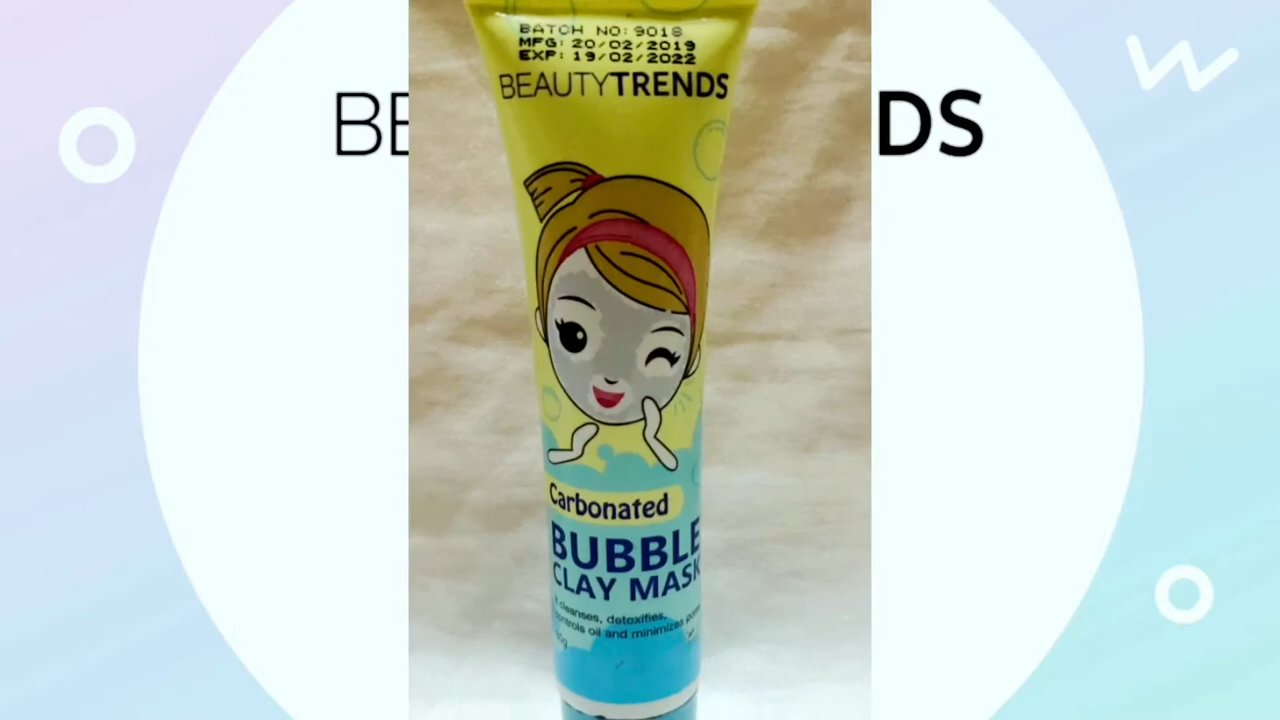 BATCH NO: 9018
MFG: 20/02/2019
EXP: 19/02/2022
BEAUTYTRENDS
BE DS
Carbonated
BUBBLE
CLAY MASK
cleanses, detoxifies,
controls oil and minimizes